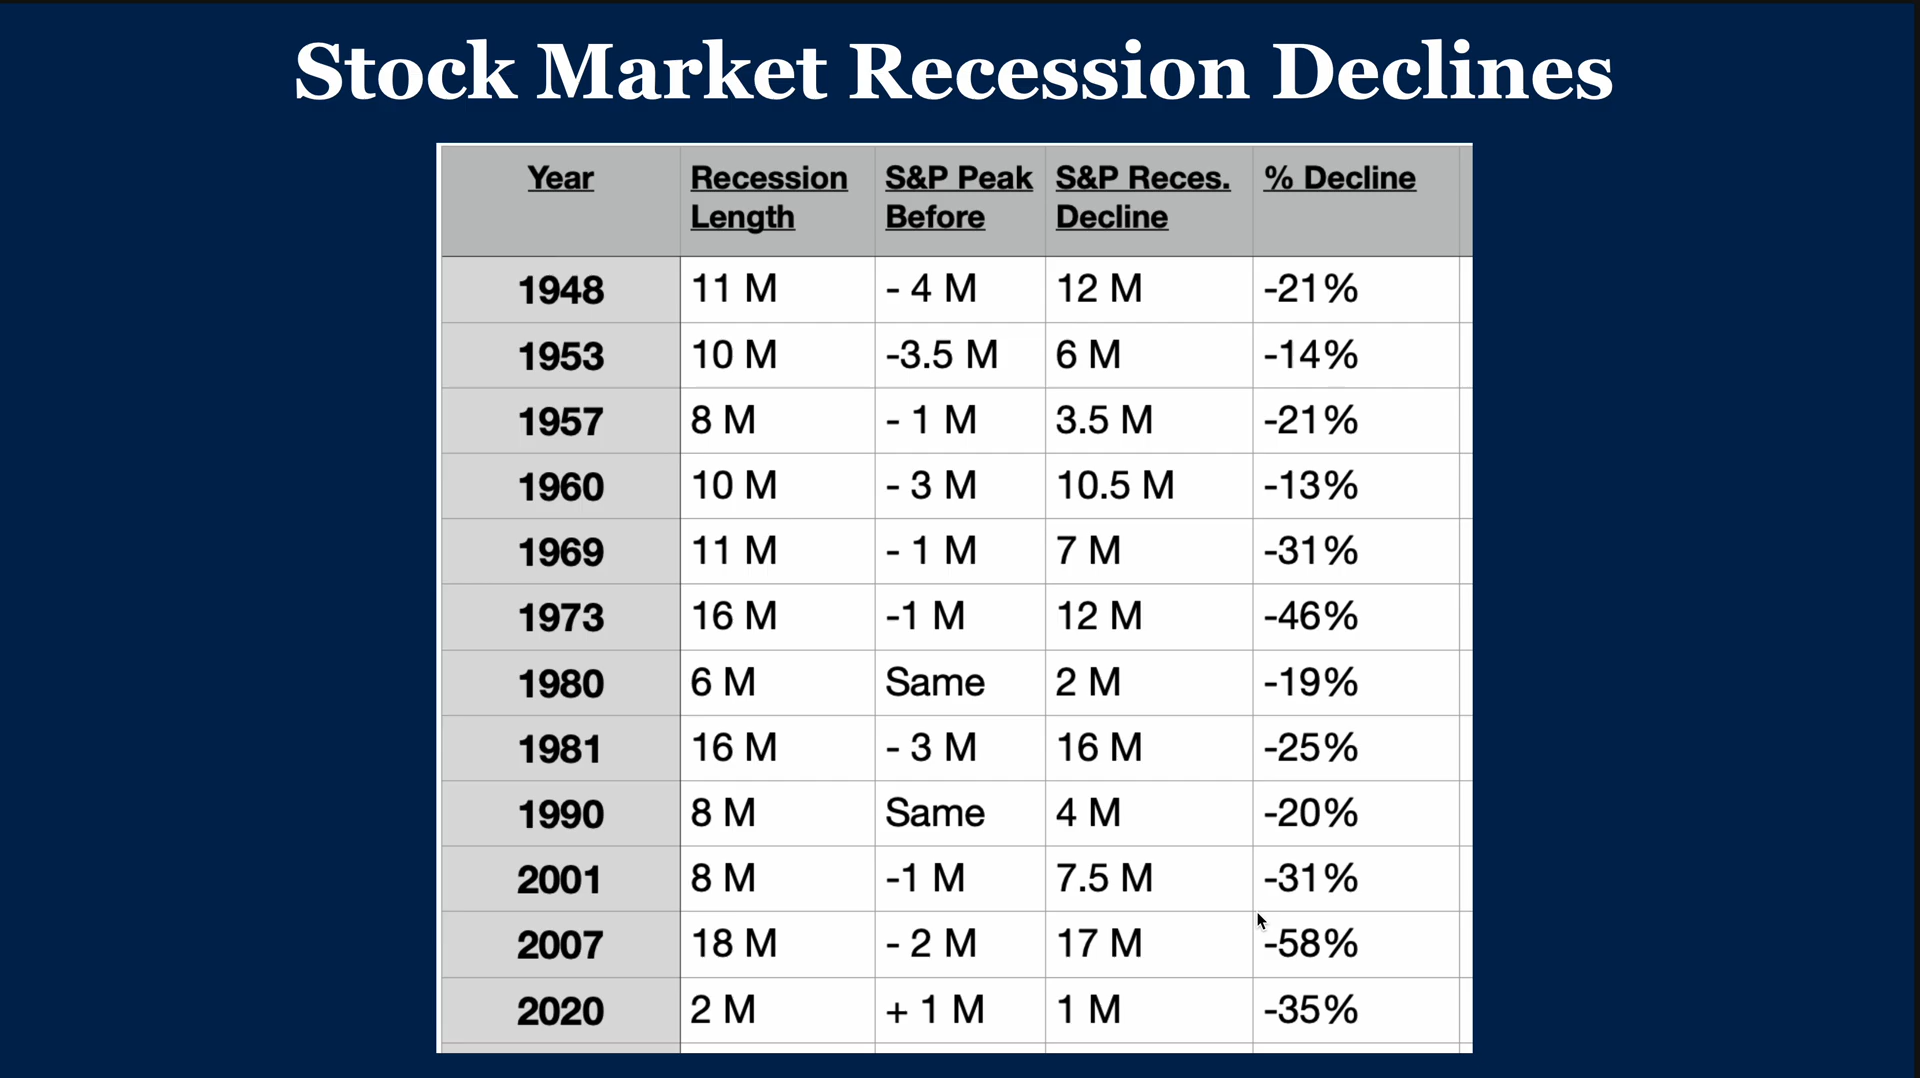 Stock Market Recession Declines
Year Recession Length S&P Peak Before S&P Reces. Decline % Decline
1948 11 M - 4 M 12 M -21%
1953 10 M -3.5 M 6 M -14%
1957 8 M - 1 M 3.5 M -21%
1960 10 M - 3 M 10.5 M -13%
1969 11 M - 1 M 7 M -31%
1973 16 M -1 M 12 M -46%
1980 6 M Same 2 M -19%
1981 16 M - 3 M 16 M -25%
1990 8 M Same 4 M -20%
2001 8 M -1 M 7.5 M -31%
2007 18 M - 2 M 17 M -58%
2020 2 M + 1 M 1 M -35%